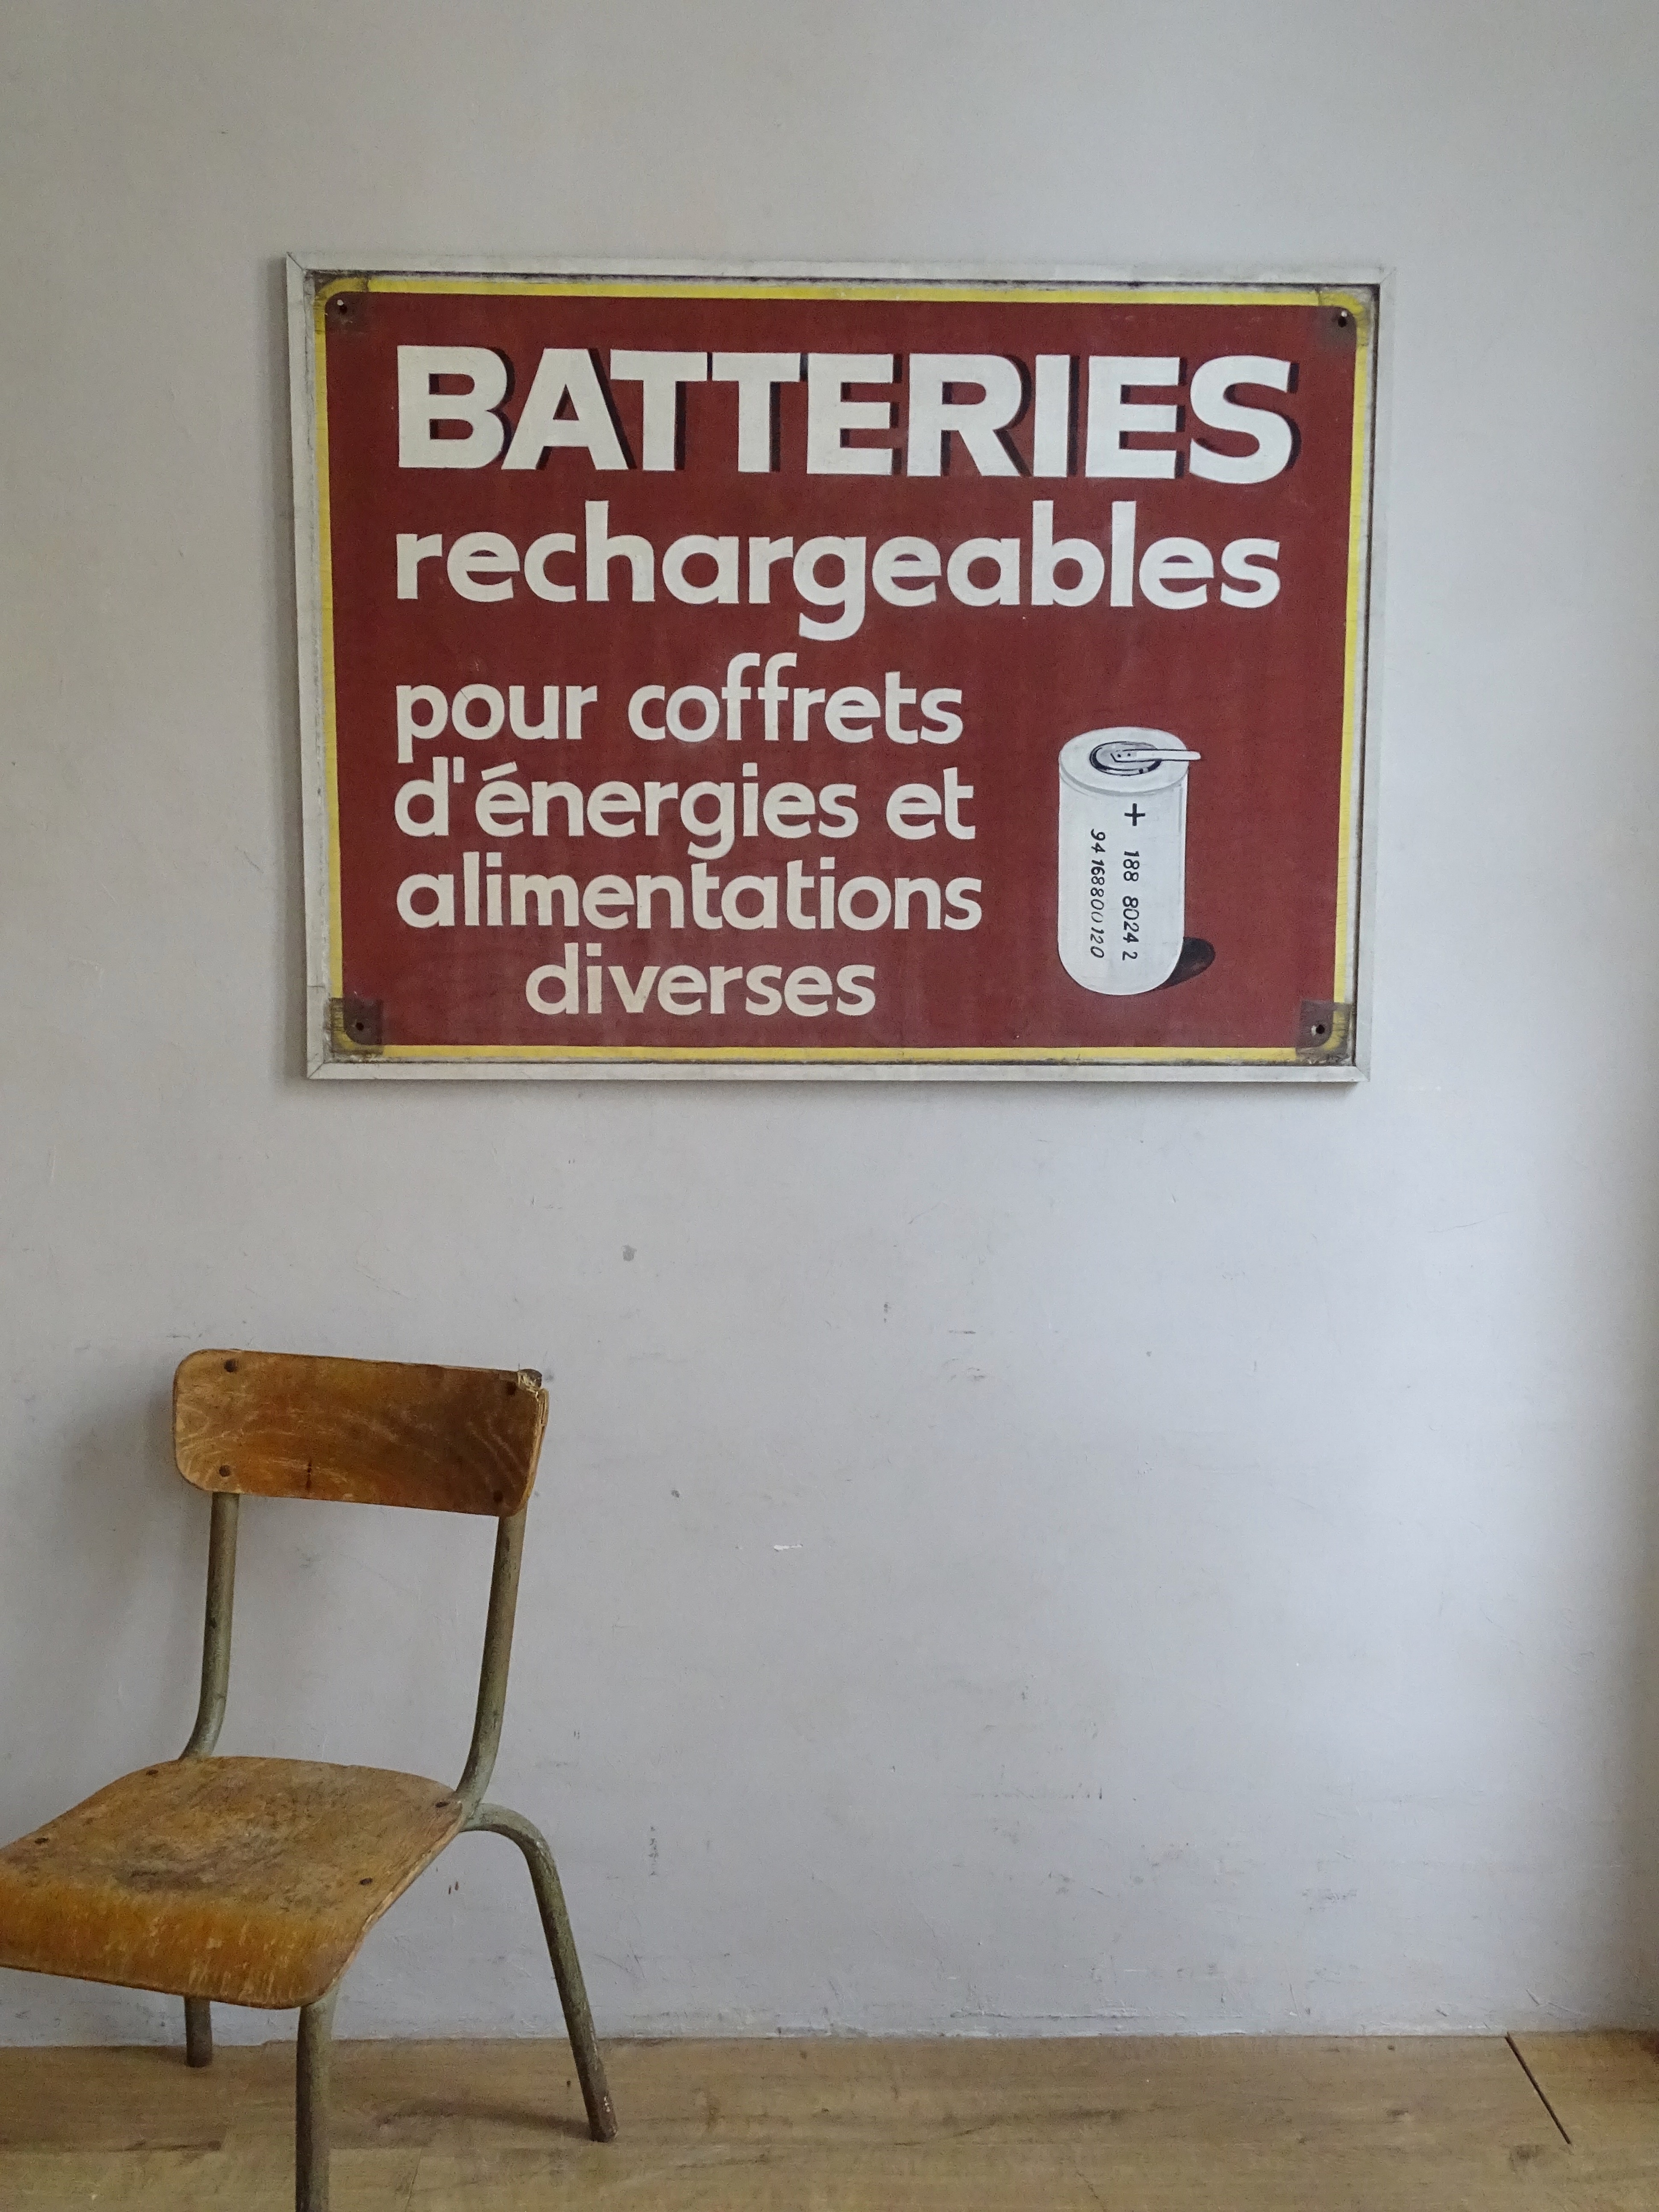 BATTERIES
rechargeables
pour coffrets
d'énergies et
alimentations
diverses
+ 188 8024 2
94 168800120